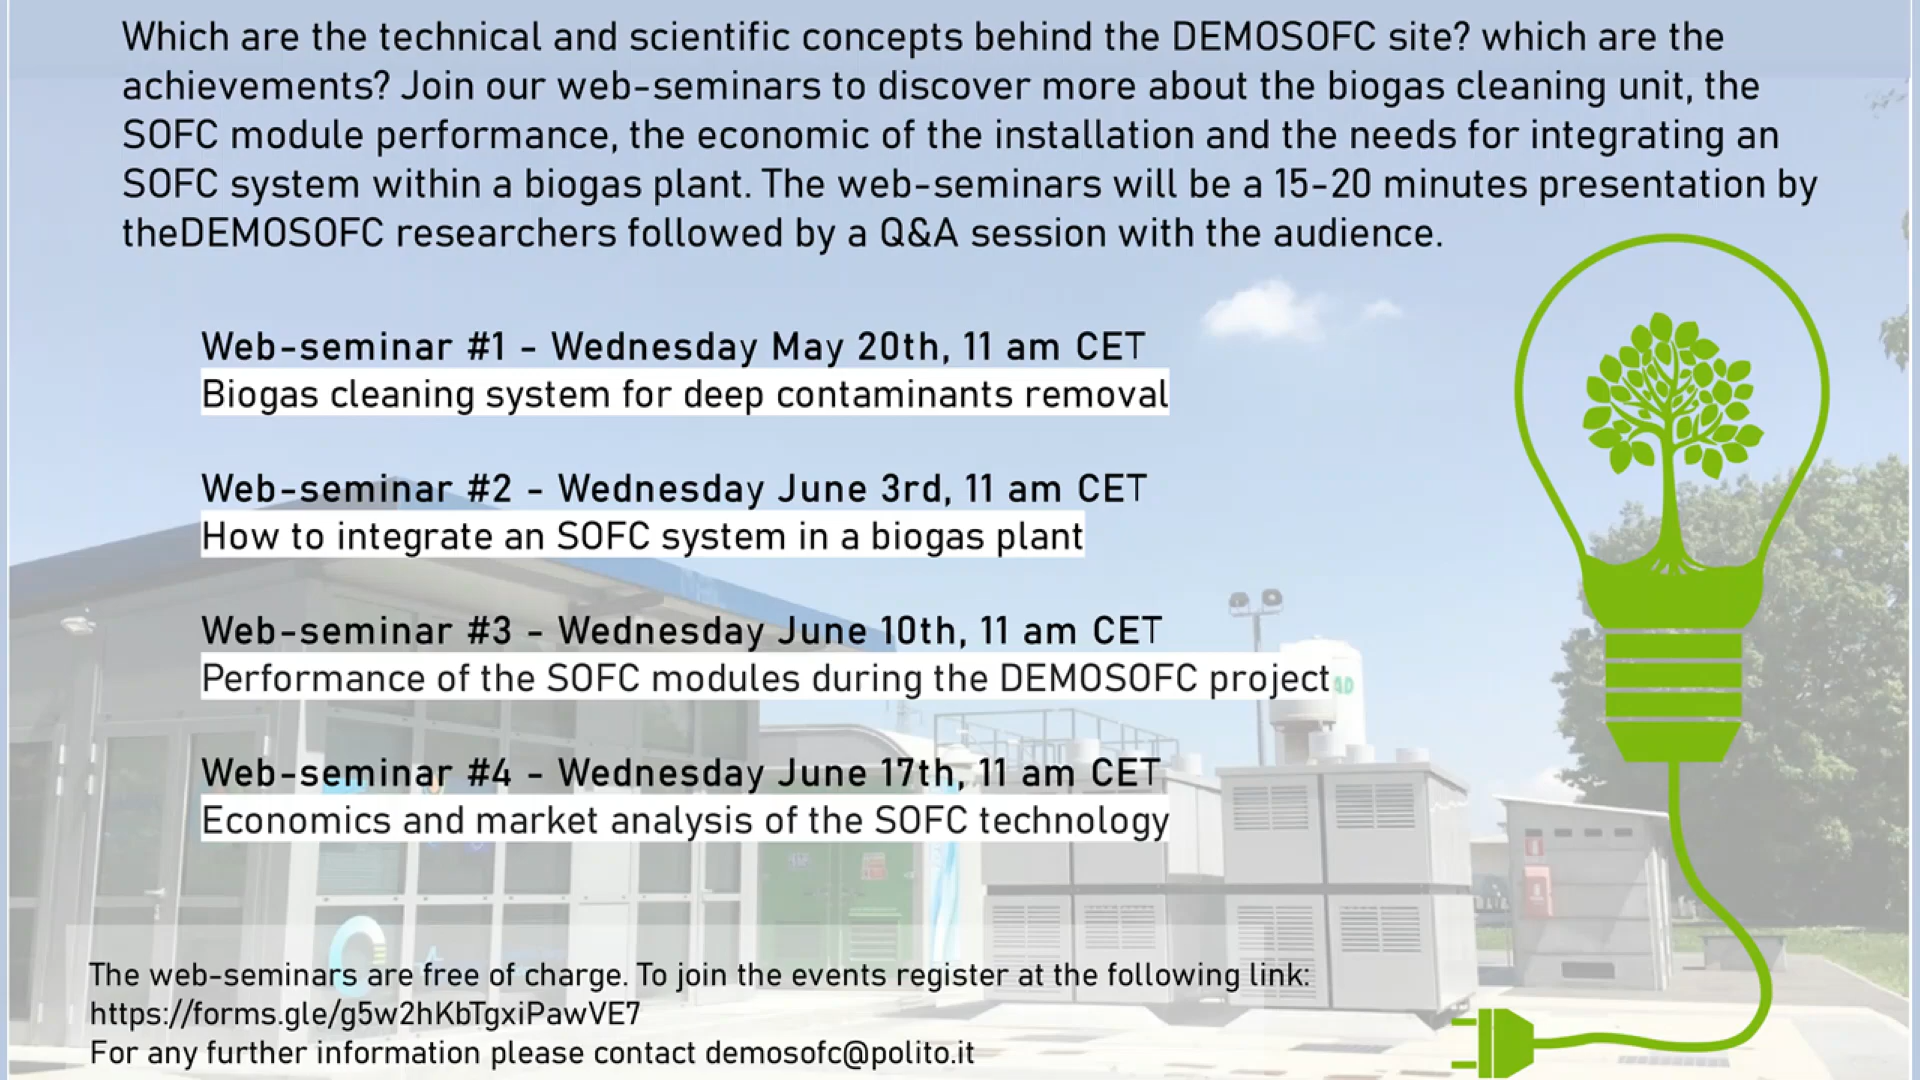 Which are the technical and scientific concepts behind the DEMOSOFC site? which are the
achievements? Join our web-seminars to discover more about the biogas cleaning unit, the
SOFC module performance, the economic of the installation and the needs for integrating an
SOFC system within a biogas plant. The web-seminars will be a 15-20 minutes presentation by
theDEMOSOFC researchers followed by a Q&A session with the audience.
Web-seminar #1 - Wednesday May 20th, 11 am CET
Biogas cleaning system for deep contaminants removal
Web-seminar #2 - Wednesday June 3rd, 11 am CET
How to integrate an SOFC system in a biogas plant
Web-seminar #3 - Wednesday June 10th, 11 am CET
Performance of the SOFC modules during the DEMOSOFC project
Web-seminar #4 - Wednesday June 17th, 11 am CET
Economics and market analysis of the SOFC technology
The web-seminars are free of charge. To join the events register at the following link:
https://forms.gle/g5w2hKbTgxiPawVE7
For any further information please contact demosofc@polito.it